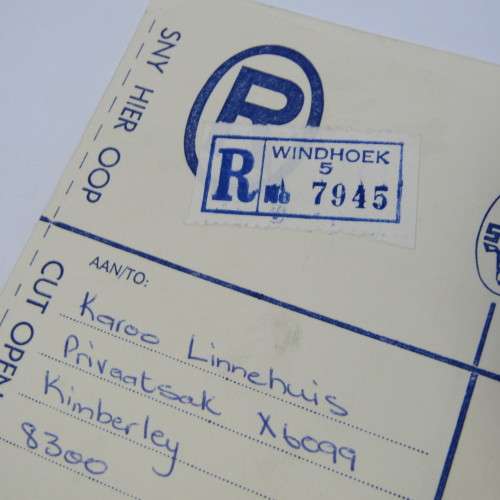 SNY HIER OOP
R
WINDHOEK
5
R No 7945
CUT OPEN
AAN/TO:
Karoo Linnehuis
Privaatsak X6099
Kimberley
8300